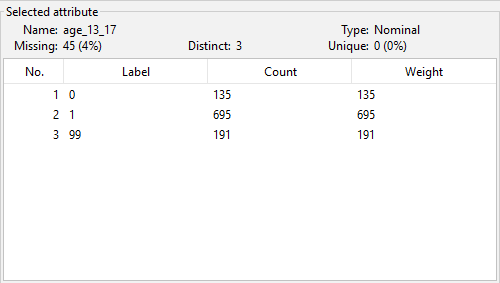 Selected attribute
Name: age_13_17 Type: Nominal
Missing: 45 (4%) Distinct: 3 Unique: 0 (0%)
No. Label Count Weight
1 0 135 135
2 1 695 695
3 99 191 191